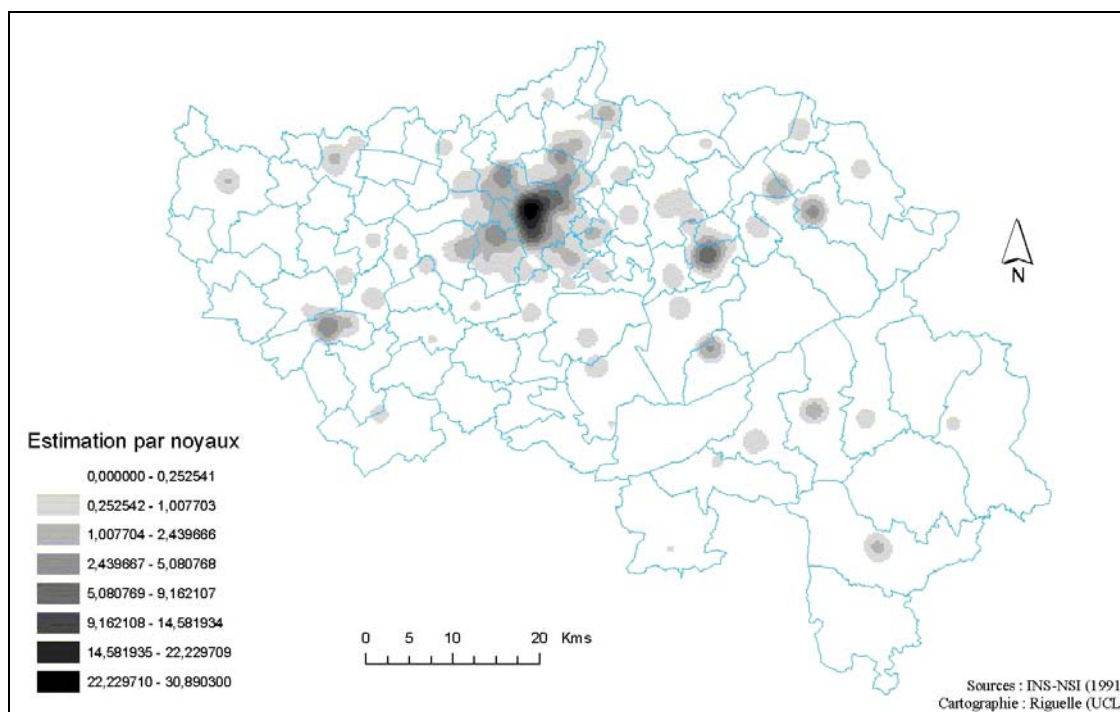 N
Estimation par noyaux
0,000000 - 0,252541
0,252542 - 1,007703
1,007704 - 2,439666
2,439667 - 5,080768
5,080769 - 9,162107
9,162108 - 14,581934
14,581935 - 22,229709
22,229710 - 30,890300
0 5 10 20 Kms
Sources : INS-NSI (1991
Cartographie : Riguelle (UCL